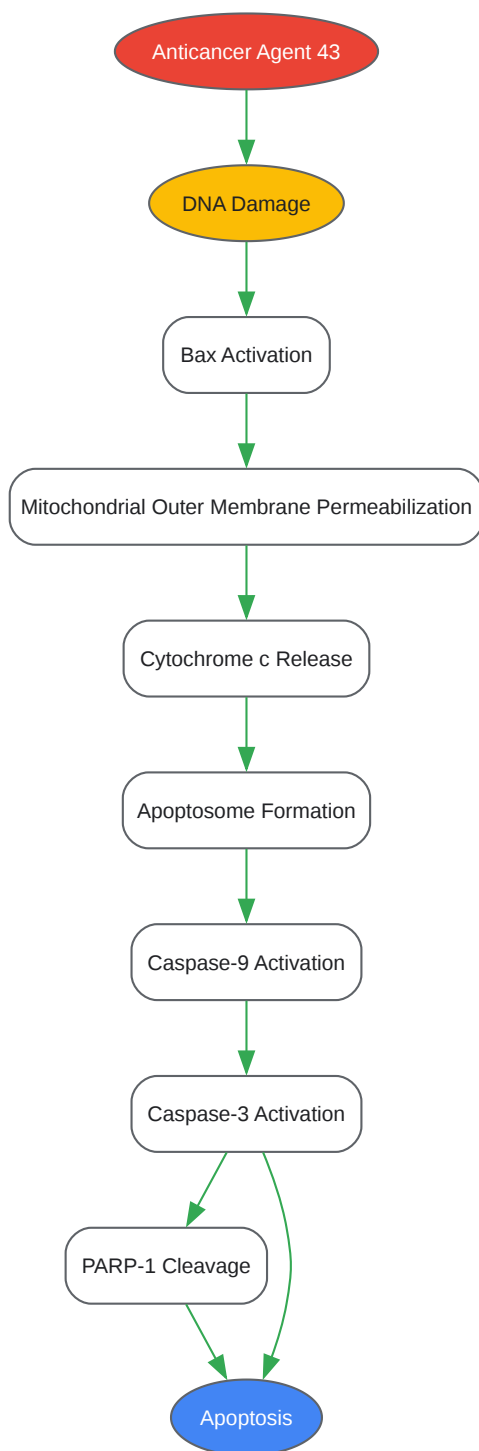 Anticancer Agent 43
DNA Damage
Bax Activation
Mitochondrial Outer Membrane Permeabilization
Cytochrome c Release
Apoptosome Formation
Caspase-9 Activation
Caspase-3 Activation
PARP-1 Cleavage
Apoptosis